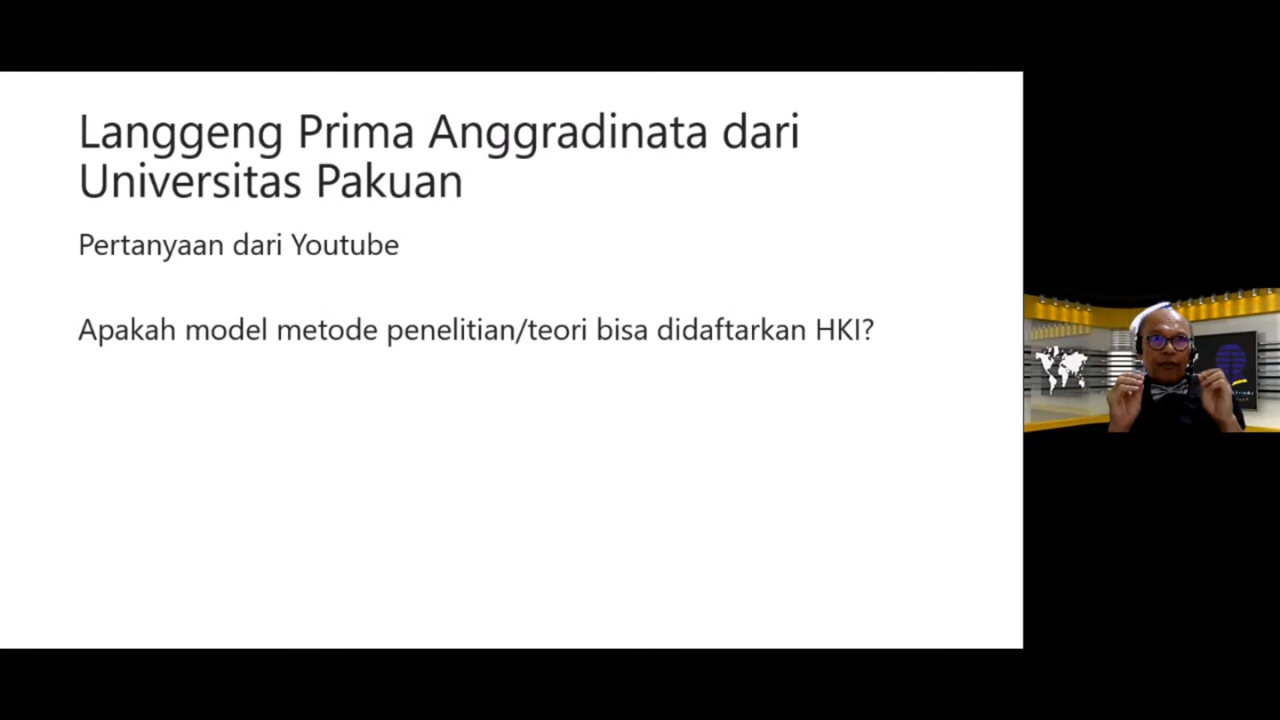 Langgeng Prima Anggradinata dari
Universitas Pakuan
Pertanyaan dari Youtube
Apakah model metode penelitian/teori bisa didaftarkan HKI?